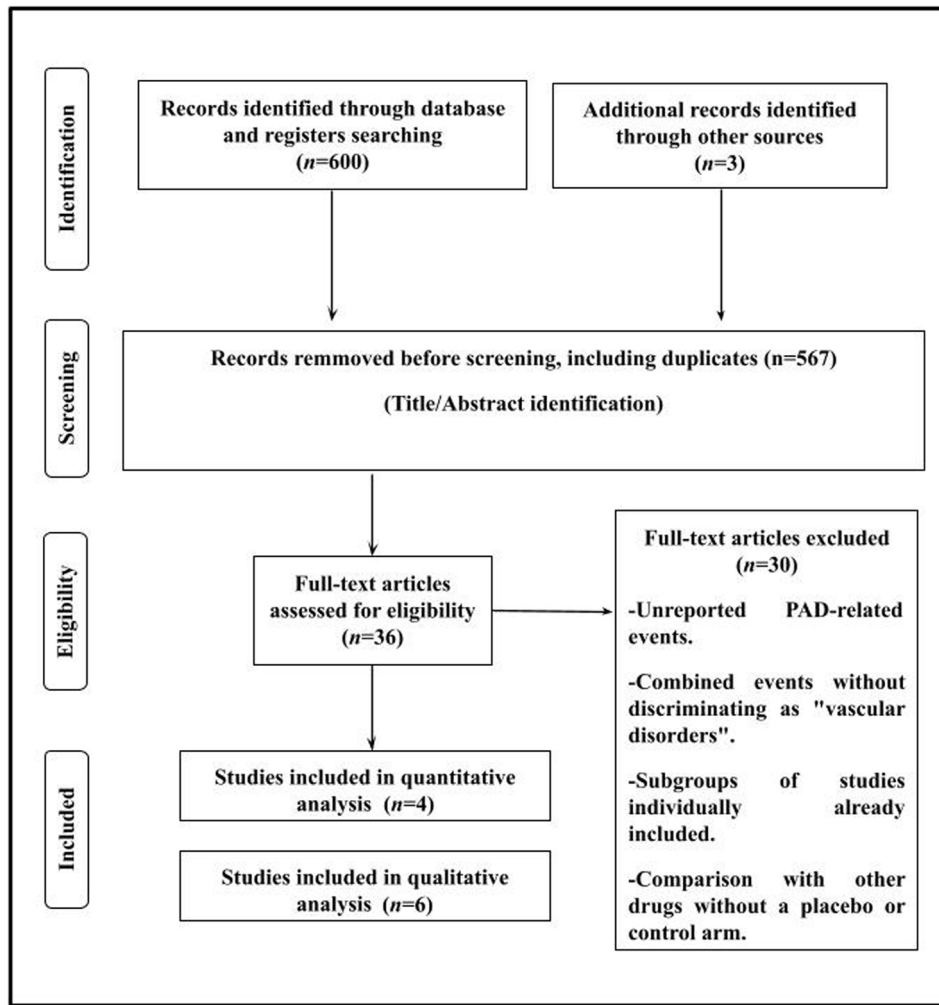 Identification
Records identified through database
and registers searching
(n=600)
Additional records identified
through other sources
(n=3)
Screening
Records remmoved before screening, including duplicates (n=567)
(Title/Abstract identification)
Eligibility
Full-text articles
assessed for eligibility
(n=36)
Full-text articles excluded
(n=30)
-Unreported PAD-related
events.
-Combined events without
discriminating as "vascular
disorders".
-Subgroups of studies
individually already
included.
-Comparison with other
drugs without a placebo or
control arm.
Included
Studies included in quantitative
analysis (n=4)
Studies included in qualitative
analysis (n=6)